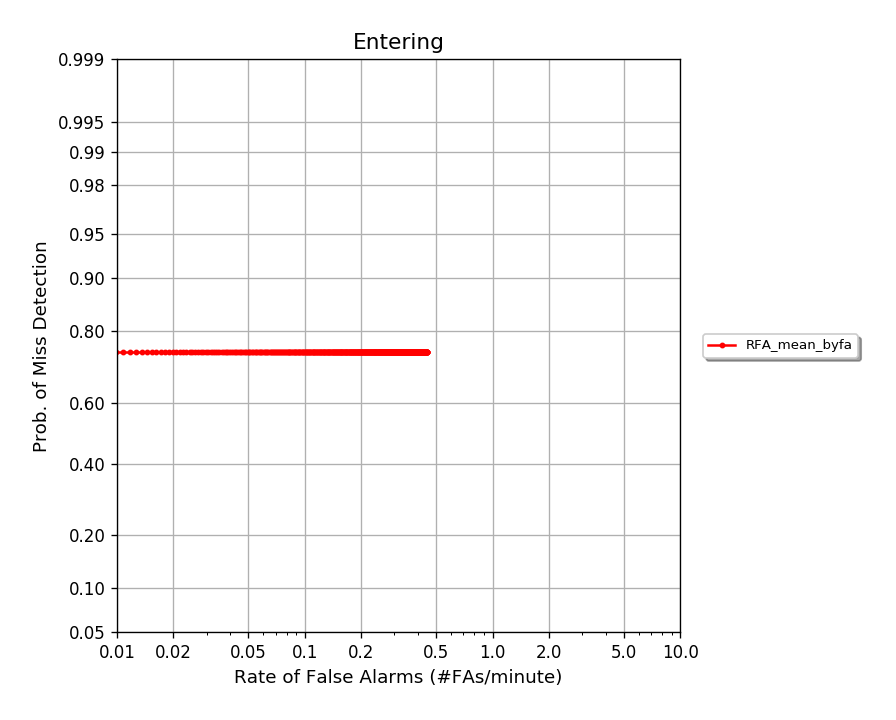 Entering
0.999
0.995
0.99
0.98
0.95
0.90
0.80
0.60
0.40
0.20
0.10
0.05
Prob. of Miss Detection
0.01 0.02 0.05 0.1 0.2 0.5 1.0 2.0 5.0 10.0
Rate of False Alarms (#FAs/minute)
RFA_mean_byfa